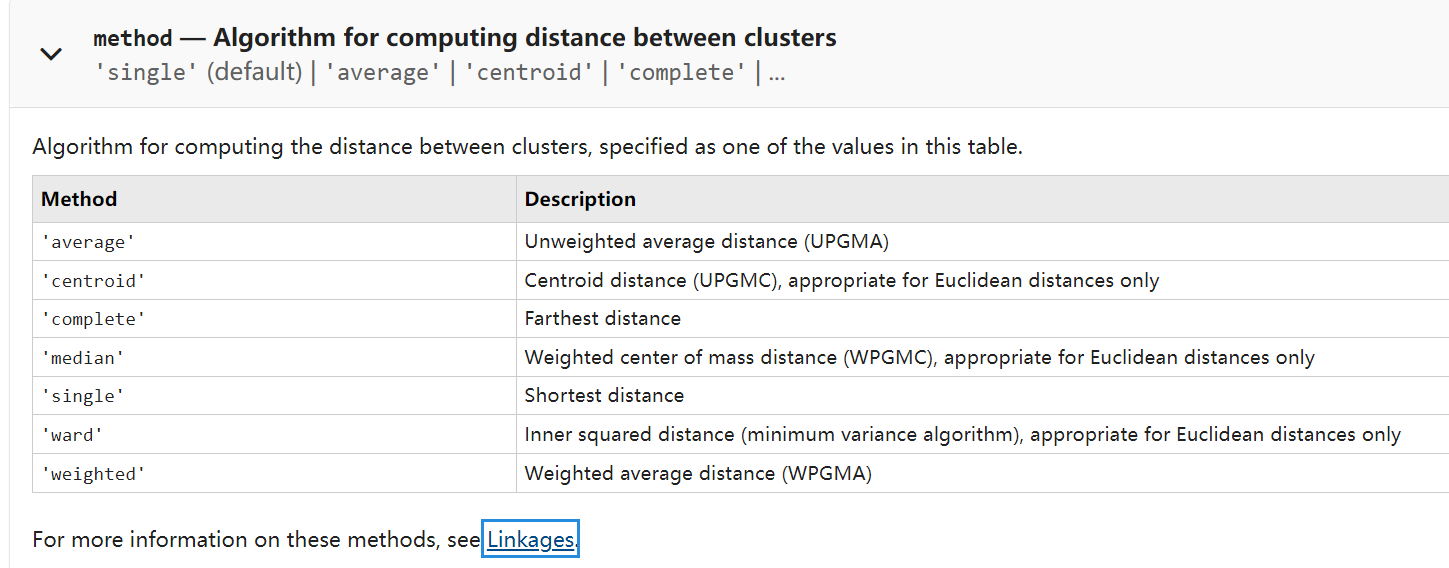 method — Algorithm for computing distance between clusters
'single' (default) | 'average' | 'centroid' | 'complete' | ...
Algorithm for computing the distance between clusters, specified as one of the values in this table.
Method Description
'average' Unweighted average distance (UPGMA)
'centroid' Centroid distance (UPGMC), appropriate for Euclidean distances only
'complete' Farthest distance
'median' Weighted center of mass distance (WPGMC), appropriate for Euclidean distances only
'single' Shortest distance
'ward' Inner squared distance (minimum variance algorithm), appropriate for Euclidean distances only
'weighted' Weighted average distance (WPGMA)
For more information on these methods, see Linkages.